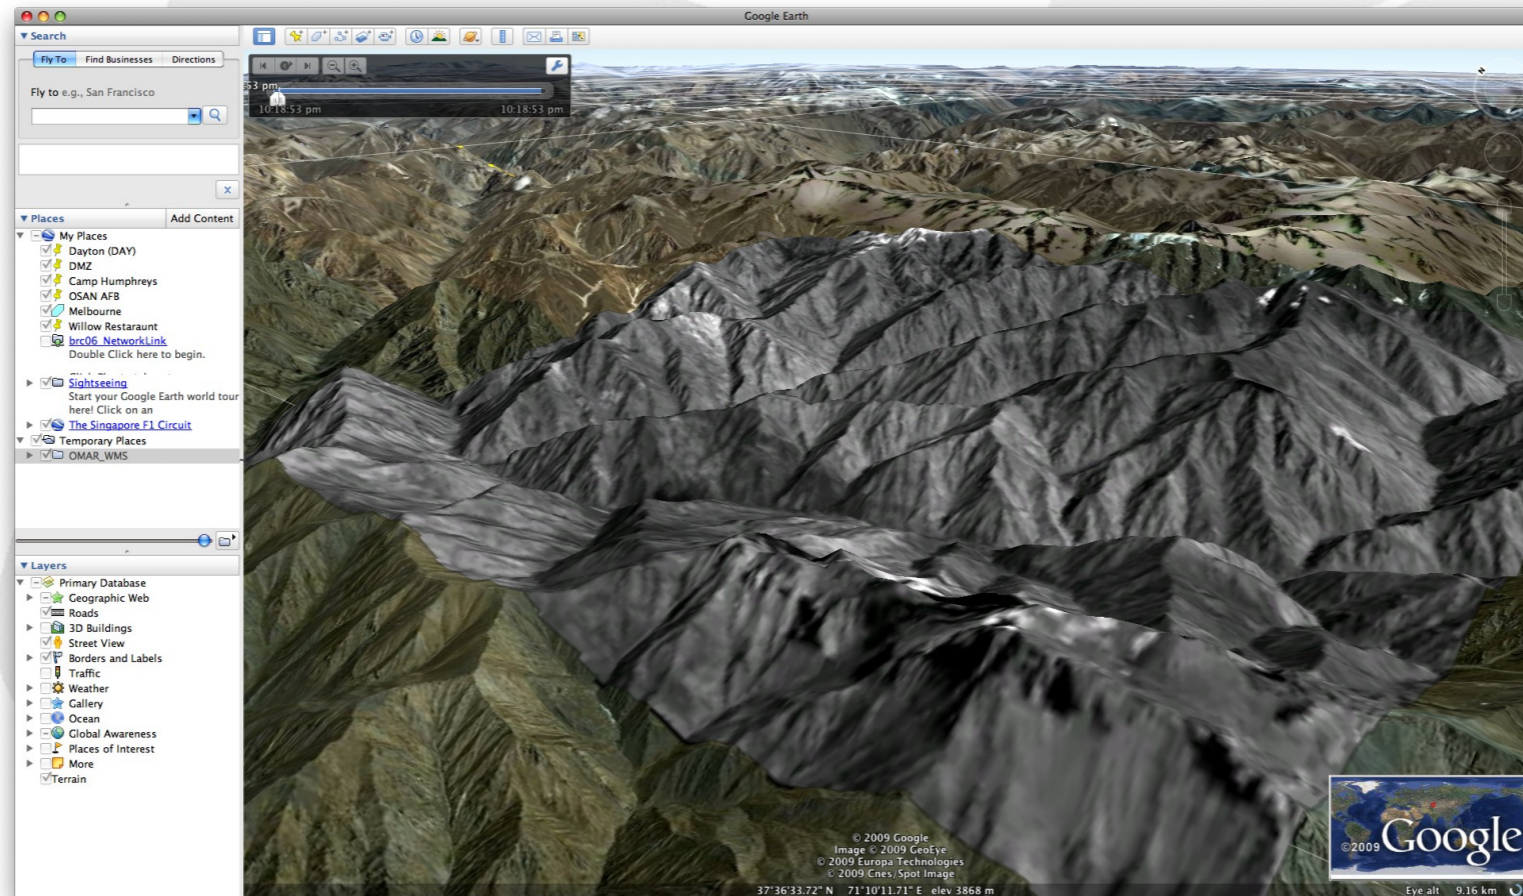 Google Earth
Search
Fly To Find Businesses Directions
Fly to e.g., San Francisco
Places Add Content
My Places
Dayton (DAY)
DMZ
Camp Humphreys
OSAN AFB
Melbourne
Willow Restaraunt
brc06_NetworkLink
Double Click here to begin.
Sightseeing
Start your Google Earth world tour
here! Click on an
The Singapore F1 Circuit
Temporary Places
OMAR_WMS
Layers
Primary Database
Geographic Web
Roads
3D Buildings
Street View
Borders and Labels
Traffic
Weather
Gallery
Ocean
Global Awareness
Places of Interest
More
Terrain
53 pm
10:18:53 pm 10:18:53 pm
© 2009 Google
Image © 2009 GeoEye
© 2009 Europa Technologies
© 2009 Cnes/Spot Image
©2009 Google
37°36'33.72" N 71°10'11.71" E elev 3868 m
Eye alt 9.16 km